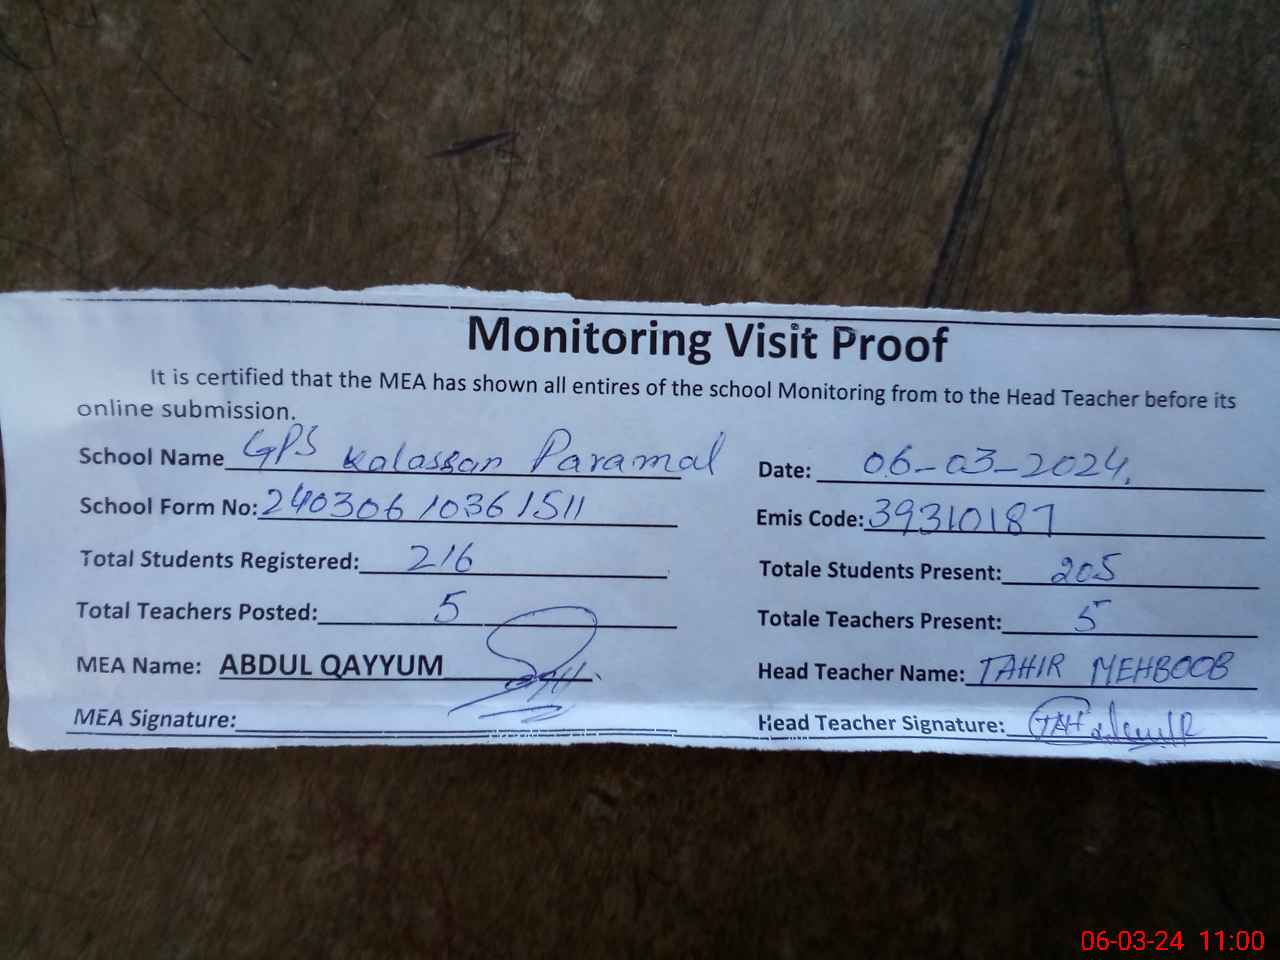 Monitoring Visit Proof
It is certified that the MEA has shown all entires of the school Monitoring from to the Head Teacher before its
online submission.
School Name GPS Kalassan Paramal Date: 06-03-2024,
School Form No: 24030610361511 Emis Code: 39310187
Total Students Registered: 216 Totale Students Present: 205
Total Teachers Posted: 5 Totale Teachers Present: 5
MEA Name: ABDUL QAYYUM Head Teacher Name: TAHIR MEHBOOB
MEA Signature: Head Teacher Signature:
06-03-24 11:00